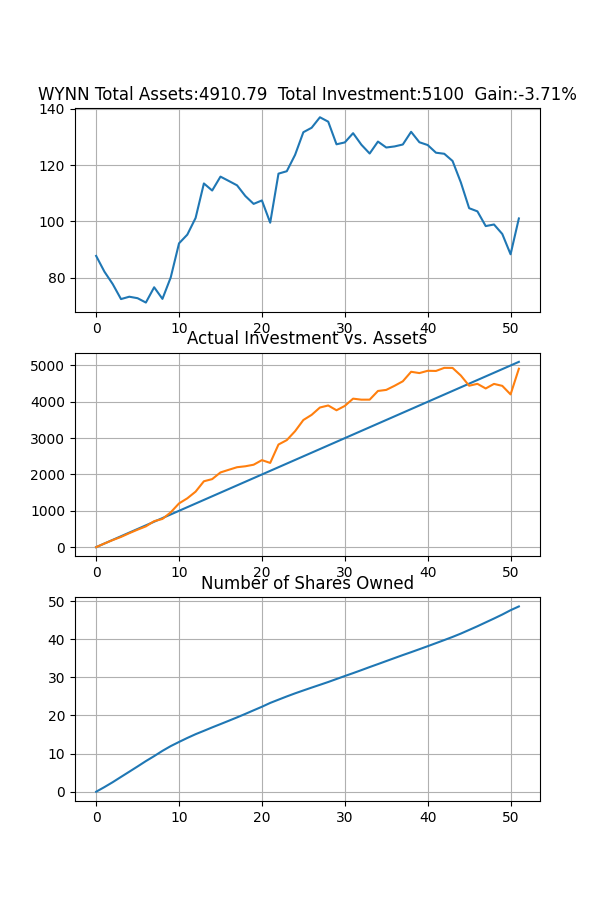 WYNN Total Assets:4910.79  Total Investment:5100  Gain:-3.71%
140
120
100
80
0 10 20 30 40 50
Actual Investment vs. Assets
5000
4000
3000
2000
1000
0
0 10 20 30 40 50
Number of Shares Owned
50
40
30
20
10
0
0 10 20 30 40 50